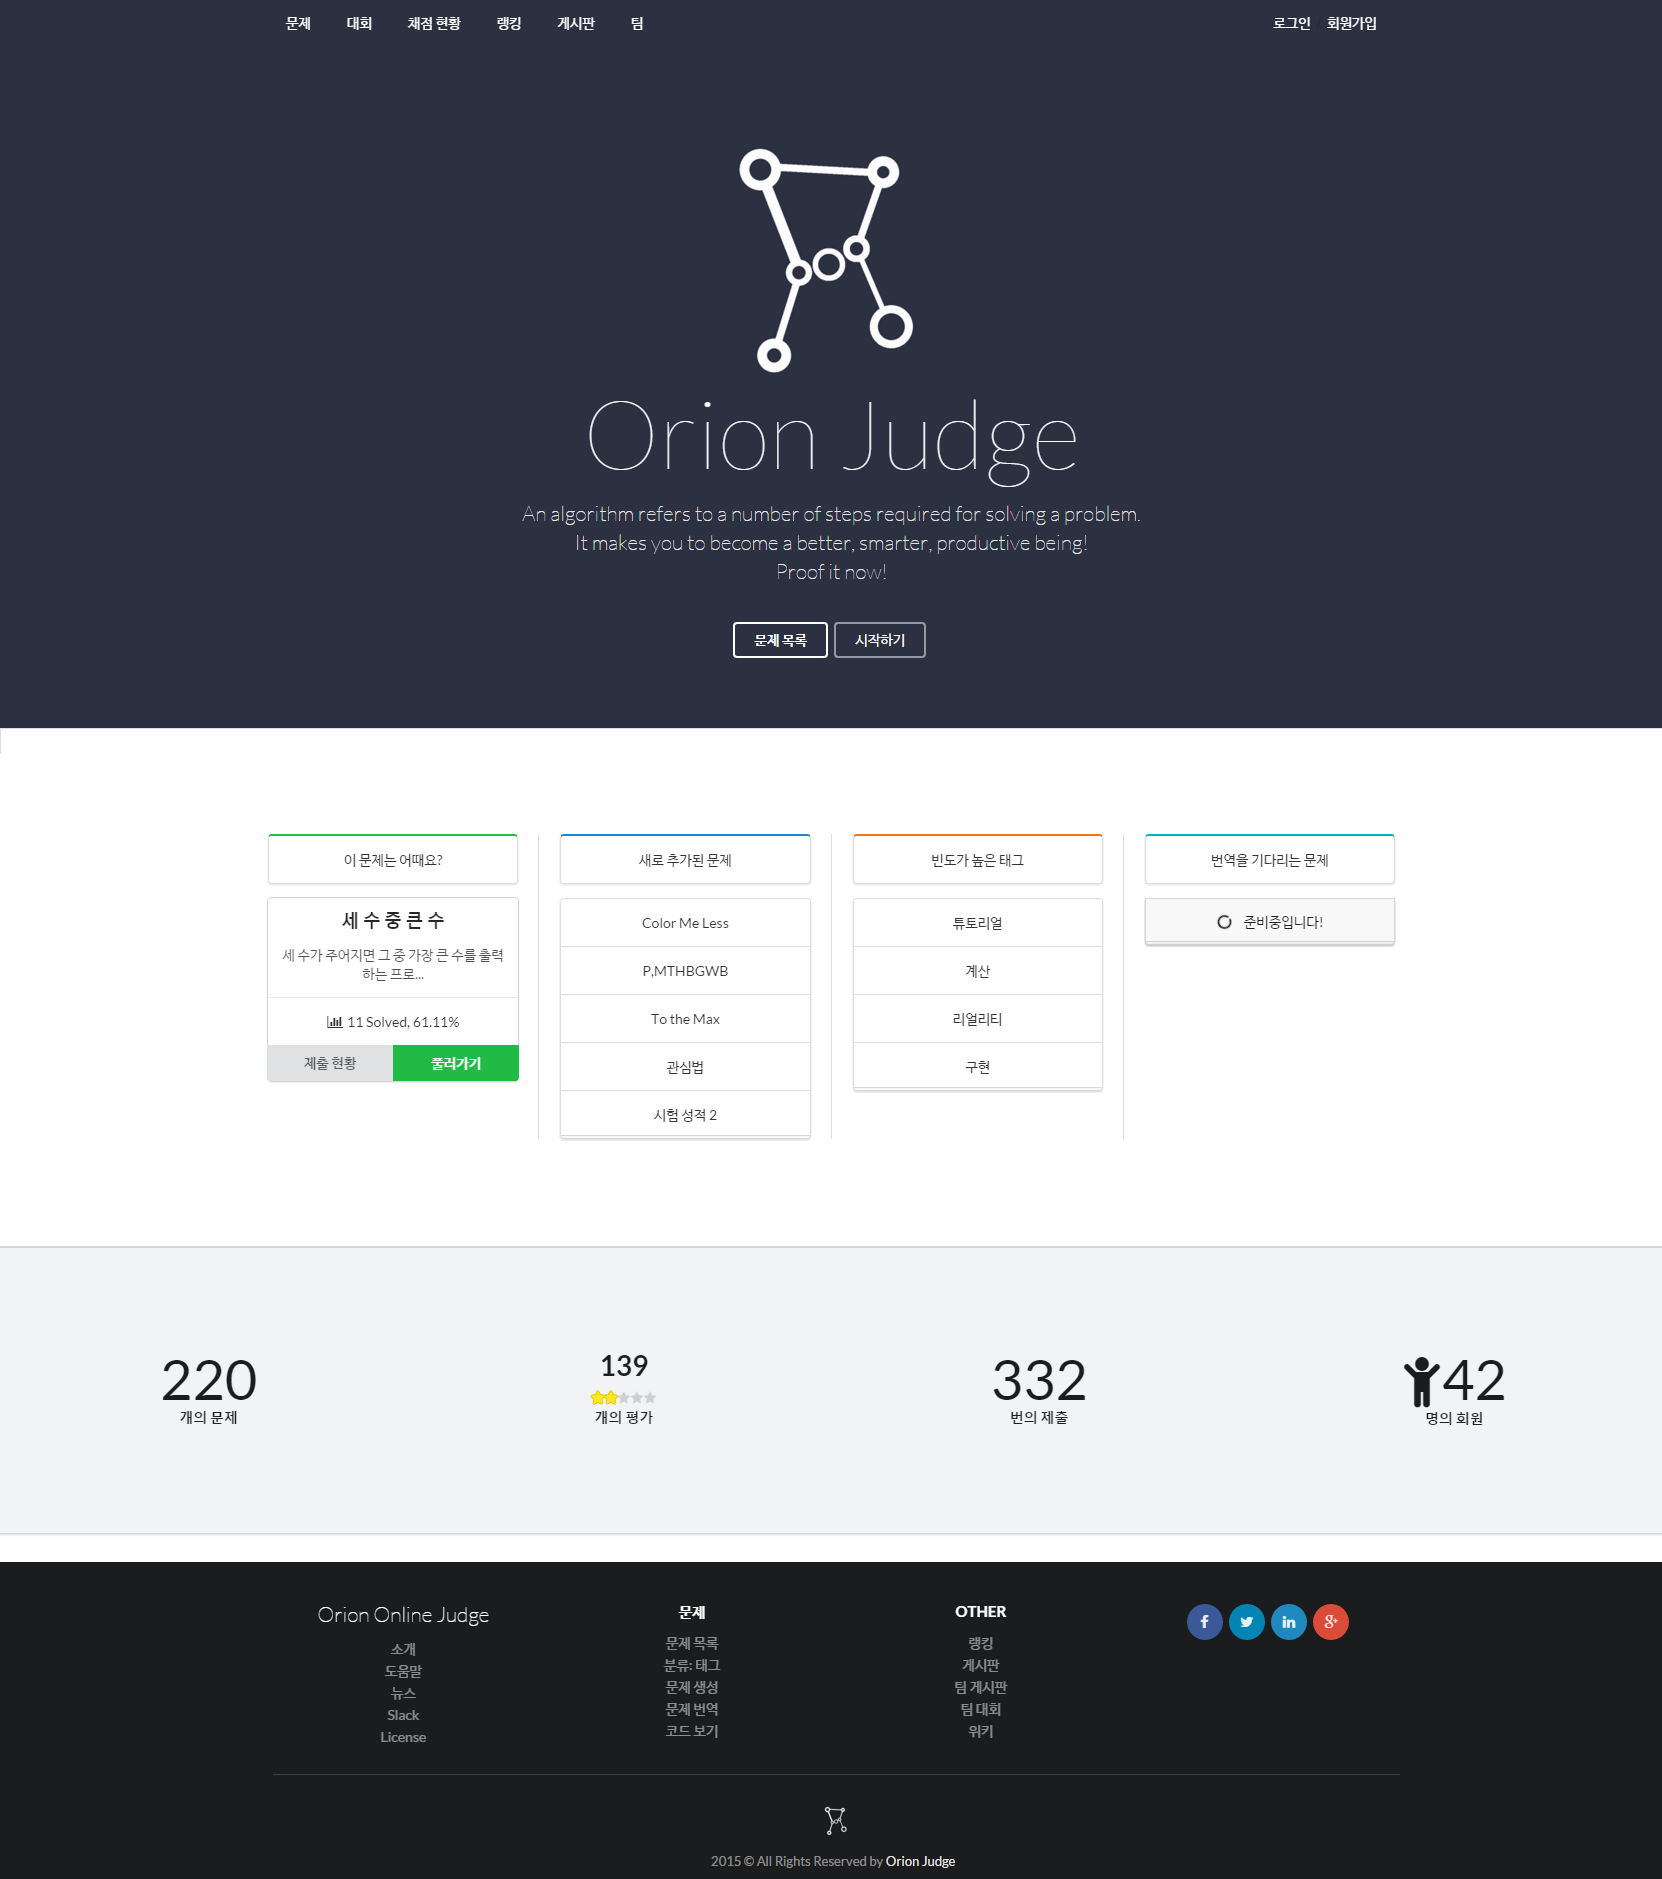 문제 대회 채점 현황 랭킹 게시판 팀 로그인 회원가입
Orion Judge
An algorithm refers to a number of steps required for solving a problem.
It makes you to become a better, smarter, productive being!
Proof it now!
문제 목록 시작하기
이 문제는 어때요?
세 수 중 큰 수
세 수가 주어지면 그 중 가장 큰 수를 출력
하는 프로...
11 Solved, 61.11%
제출 현황 풀러가기
새로 추가된 문제
Color Me Less
P,MTHBGWB
To the Max
관심법
시험 성적 2
빈도가 높은 태그
튜토리얼
계산
리얼리티
구현
번역을 기다리는 문제
준비중입니다!
220
개의 문제
139
개의 평가
332
번의 제출
42
명의 회원
Orion Online Judge
소개
도움말
뉴스
Slack
License
문제
문제 목록
분류: 태그
문제 생성
문제 번역
코드 보기
OTHER
랭킹
게시판
팀 게시판
팀 대회
위키
2015 © All Rights Reserved by Orion Judge